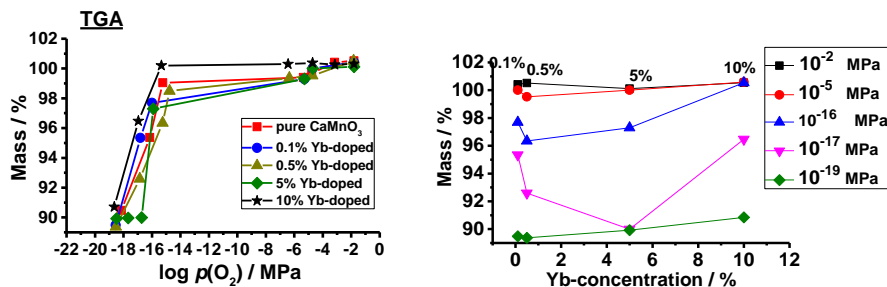 TGA
102
100
98
96
94
92
90
Mass / %
-22 -20 -18 -16 -14 -12 -10 -8 -6 -4 -2 0
log p(O₂) / MPa
pure CaMnO₃
0.1% Yb-doped
0.5% Yb-doped
5% Yb-doped
10% Yb-doped
102
100
98
96
94
92
90
Mass / %
0.1% 0.5% 5% 10%
0 2 4 6 8 10 12
Yb-concentration / %
10⁻² MPa
10⁻⁵ MPa
10⁻¹⁶ MPa
10⁻¹⁷ MPa
10⁻¹⁹ MPa